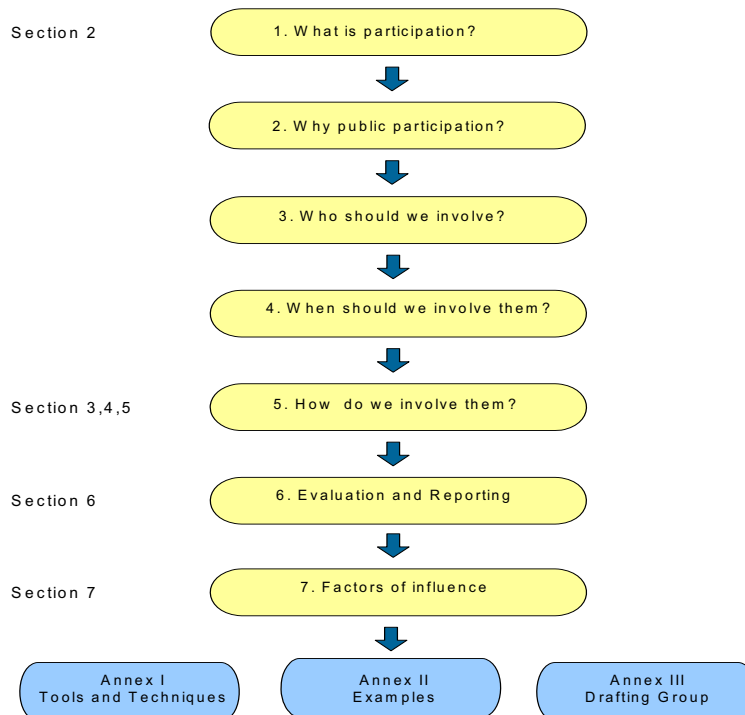 Section 2
1. What is participation?
2. Why public participation?
3. Who should we involve?
4. When should we involve them?
Section 3,4,5
5. How do we involve them?
Section 6
6. Evaluation and Reporting
Section 7
7. Factors of influence
Annex I
Tools and Techniques
Annex II
Examples
Annex III
Drafting Group